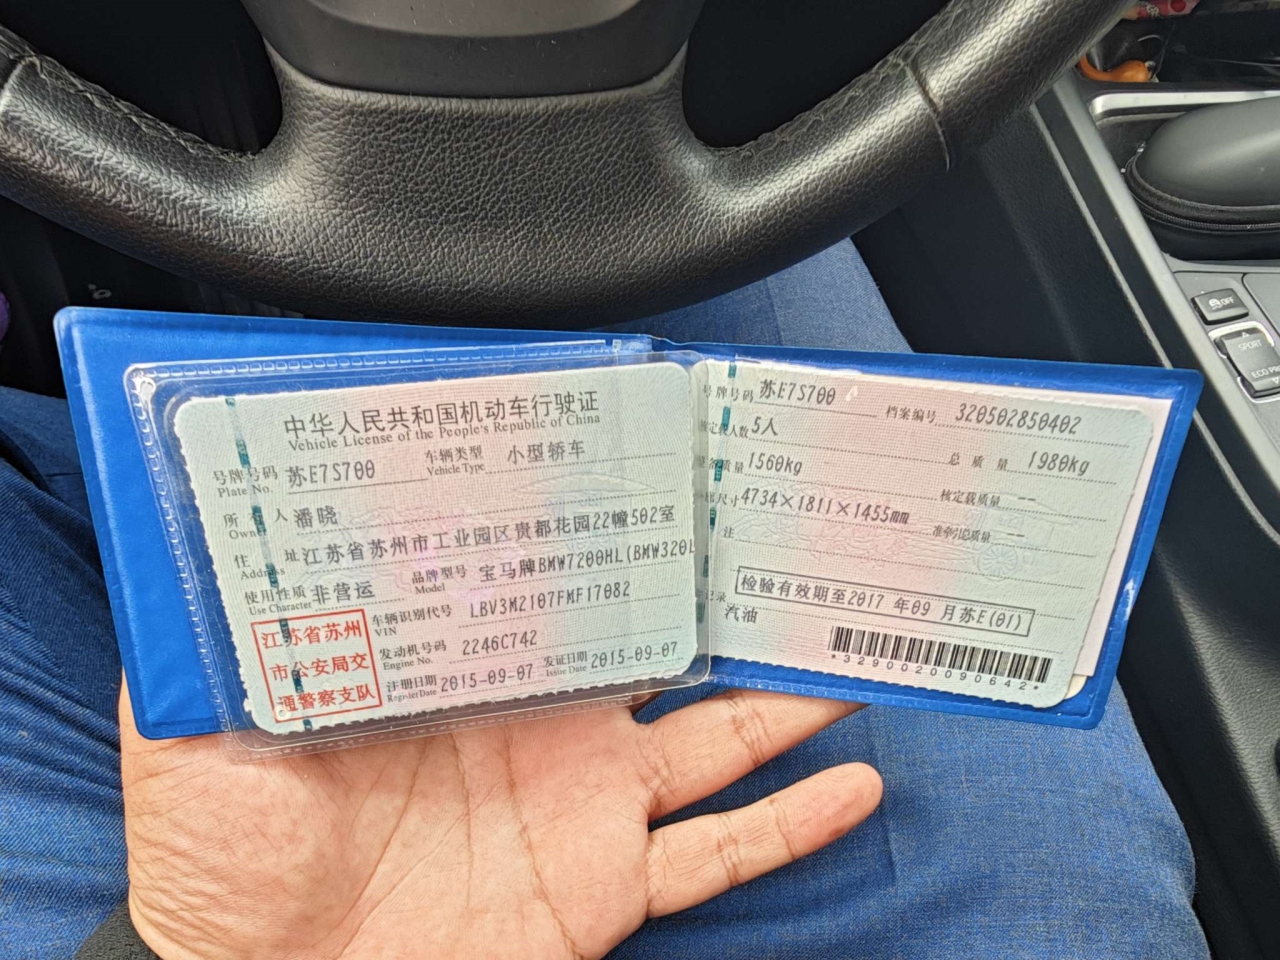 中华人民共和国机动车行驶证
Vehicle License of the People's Republic of China
号牌号码 苏E7S700 车辆类型 小型轿车
Plate No. Vehicle Type
所有人 潘晓
Owner
住址 江苏省苏州市工业园区贵都花园22幢502室
Address
使用性质 非营运 品牌型号 宝马牌BMW7200HL(BMW320L
Use Character Model
车辆识别代号 LBV3M2107FMF17082
VIN
发动机号码 2246C742
Engine No.
注册日期 2015-09-07 发证日期 2015-09-07
Register Date Issue Date
江苏省苏州
市公安局交
通警察支队
号牌号码 苏E7S700 档案编号 320502850402
核定载人数 5人 总质量 1980kg
质量 1560kg 核定载质量 --
尺寸 4734×1811×1455mm 准牵引总质量 --
注
检验有效期至2017年09月苏E(01)
记录
汽油
*3290020090642*
OFF
SPORT
ECO PR